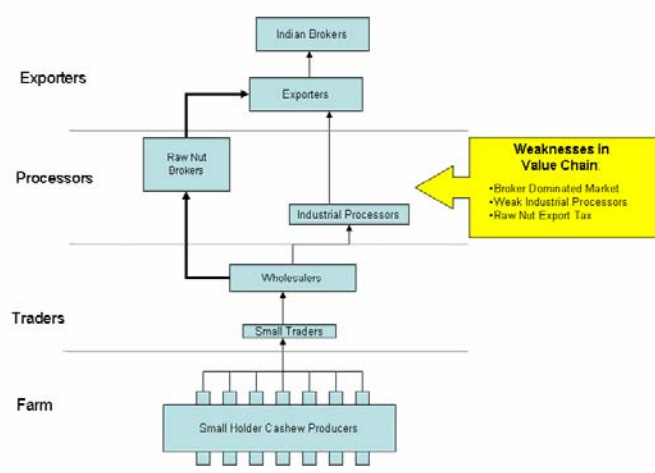 Indian Brokers
Exporters
Exporters
Raw Nut
Brokers
Processors
Industrial Processors
Weaknesses in
Value Chain:
•Broker Dominated Market
•Weak Industrial Processors
•Raw Nut Export Tax
Wholesalers
Traders
Small Traders
Farm
Small Holder Cashew Producers